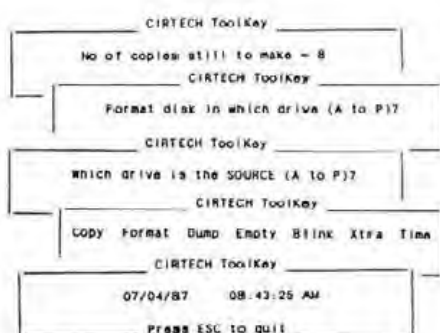 CIRTECH ToolKey
No of copies still to make - 8
CIRTECH ToolKey
Format disk in which drive (A to P)?
CIRTECH ToolKey
Which drive is the SOURCE (A to P)?
CIRTECH ToolKey
Copy Format Dump Empty Blink Xtra Time
CIRTECH ToolKey
07/04/87 08:43:25 AM
Press ESC to quit